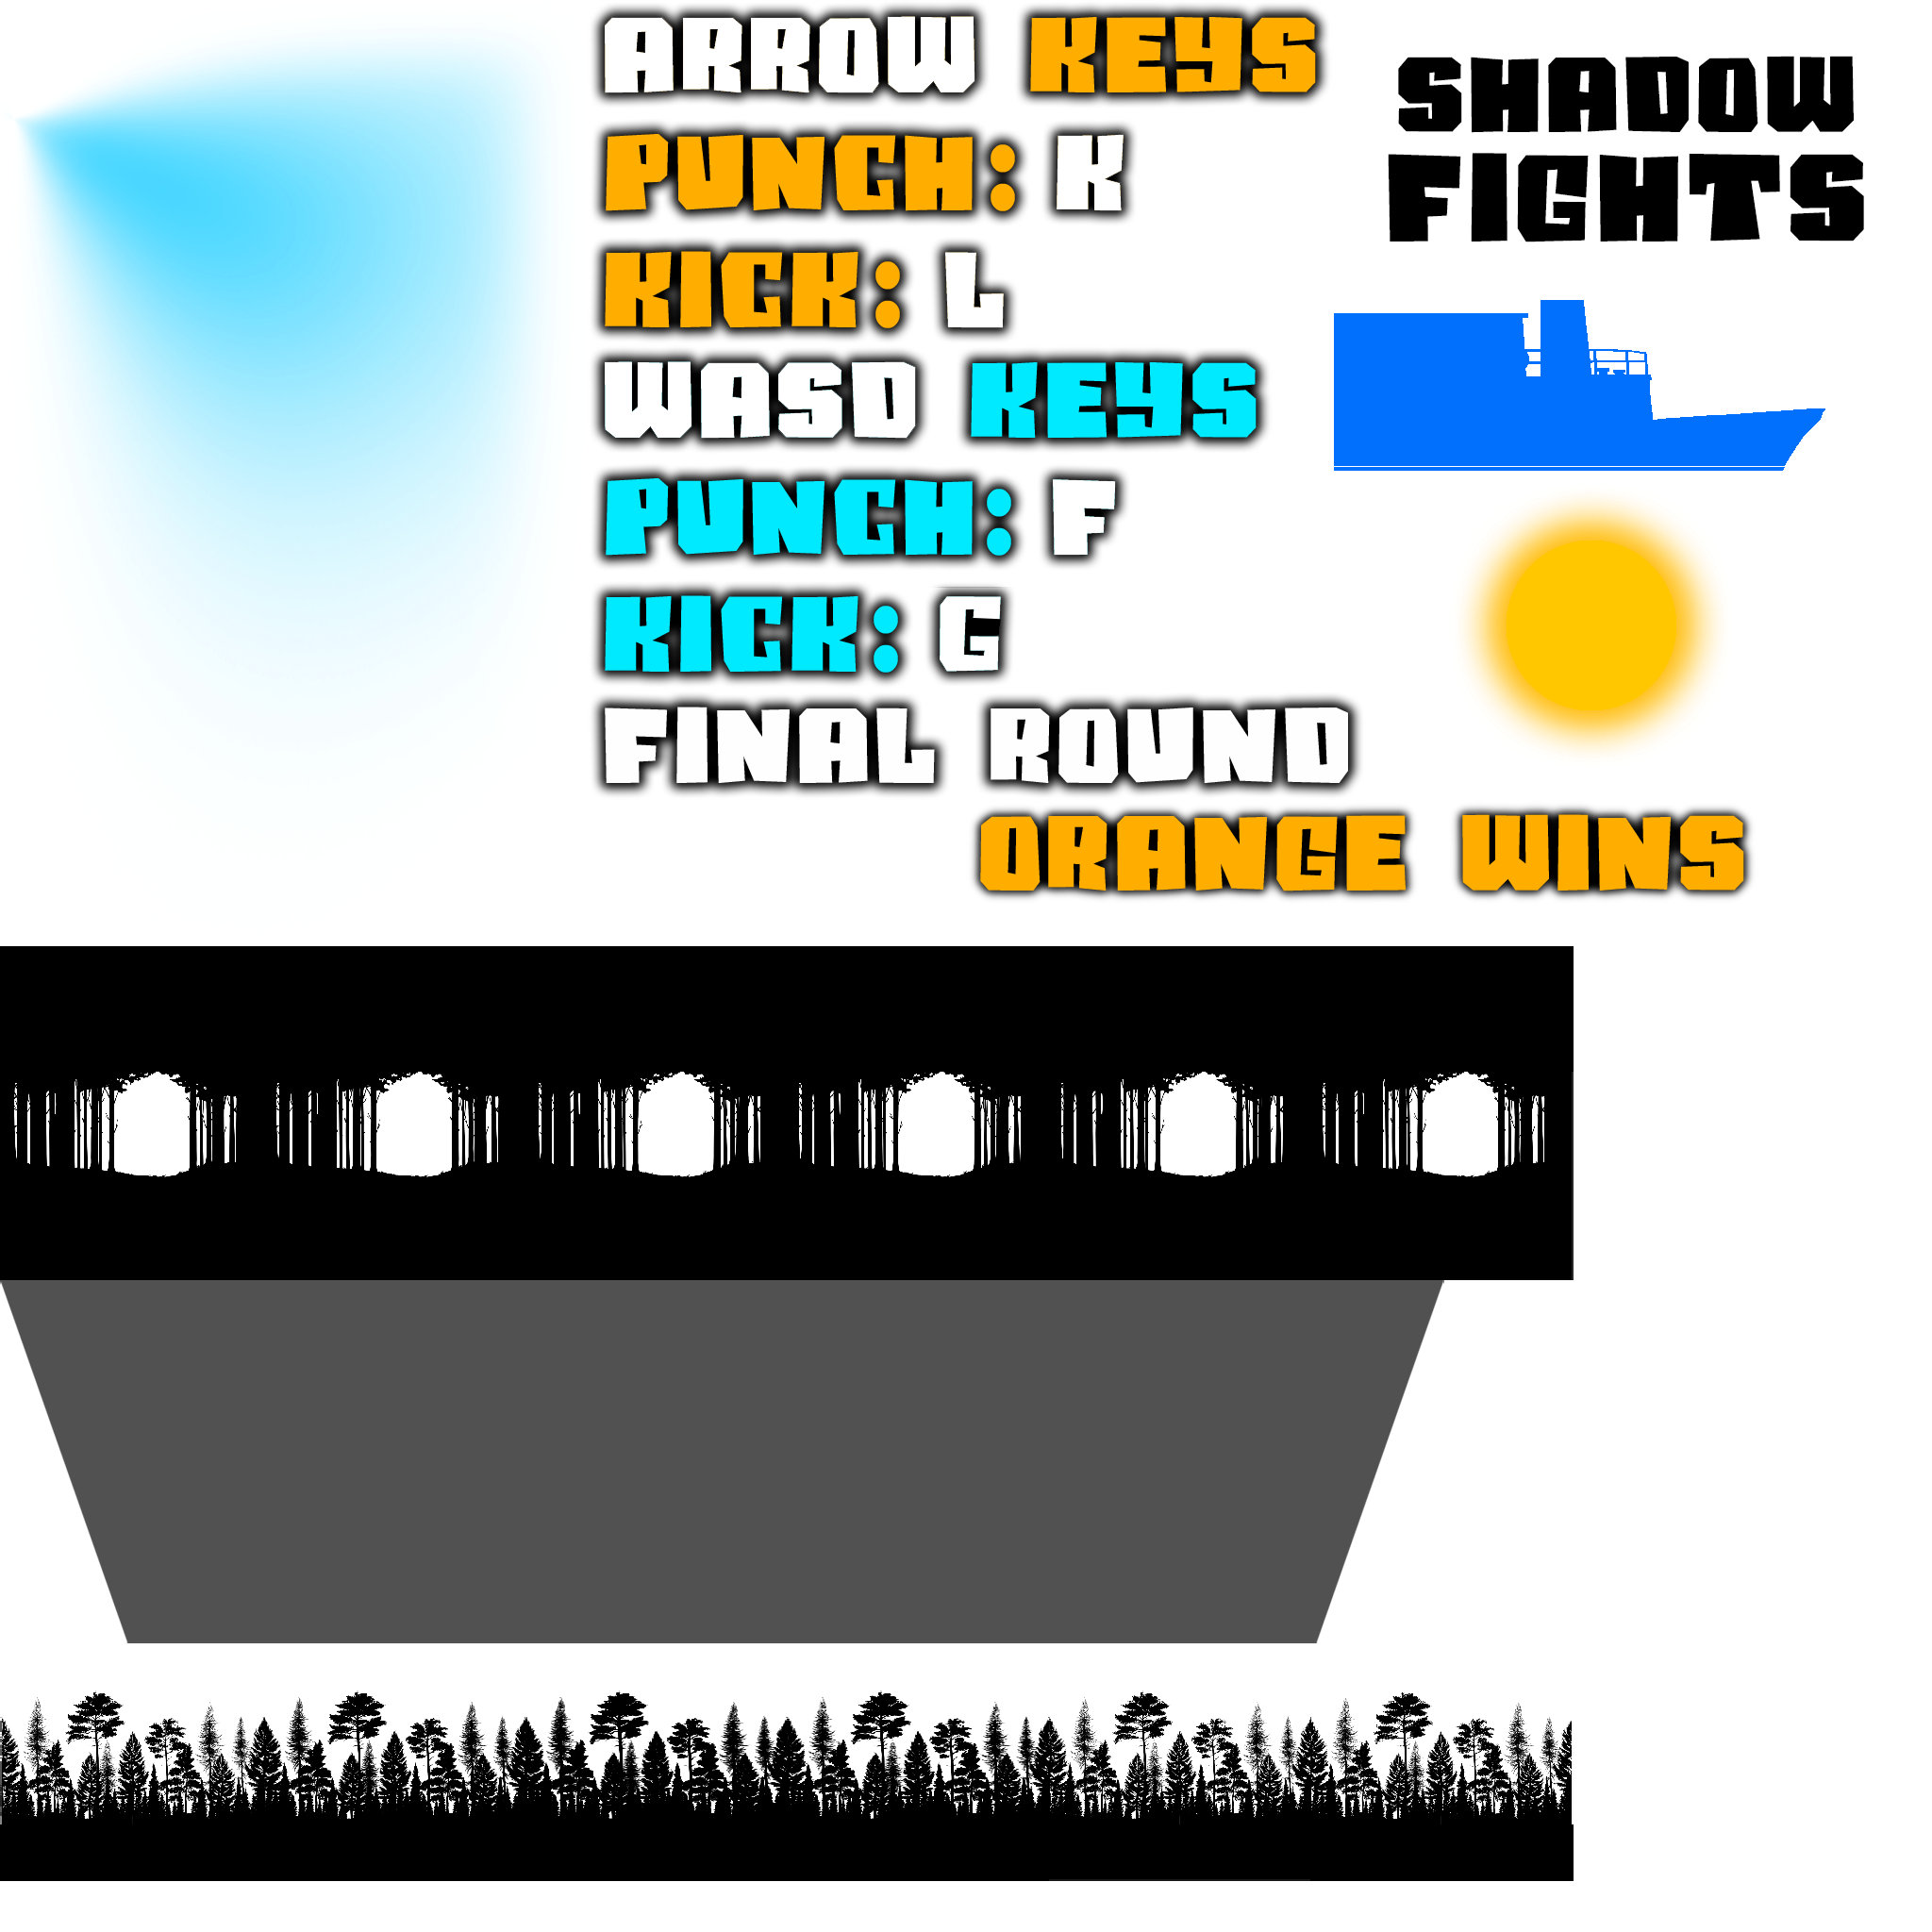 ARROW KEYS
PUNCH: K
KICK: L
WASD KEYS
PUNCH: F
KICK: G
FINAL ROUND
ORANGE WINS
SHADOW
FIGHTS